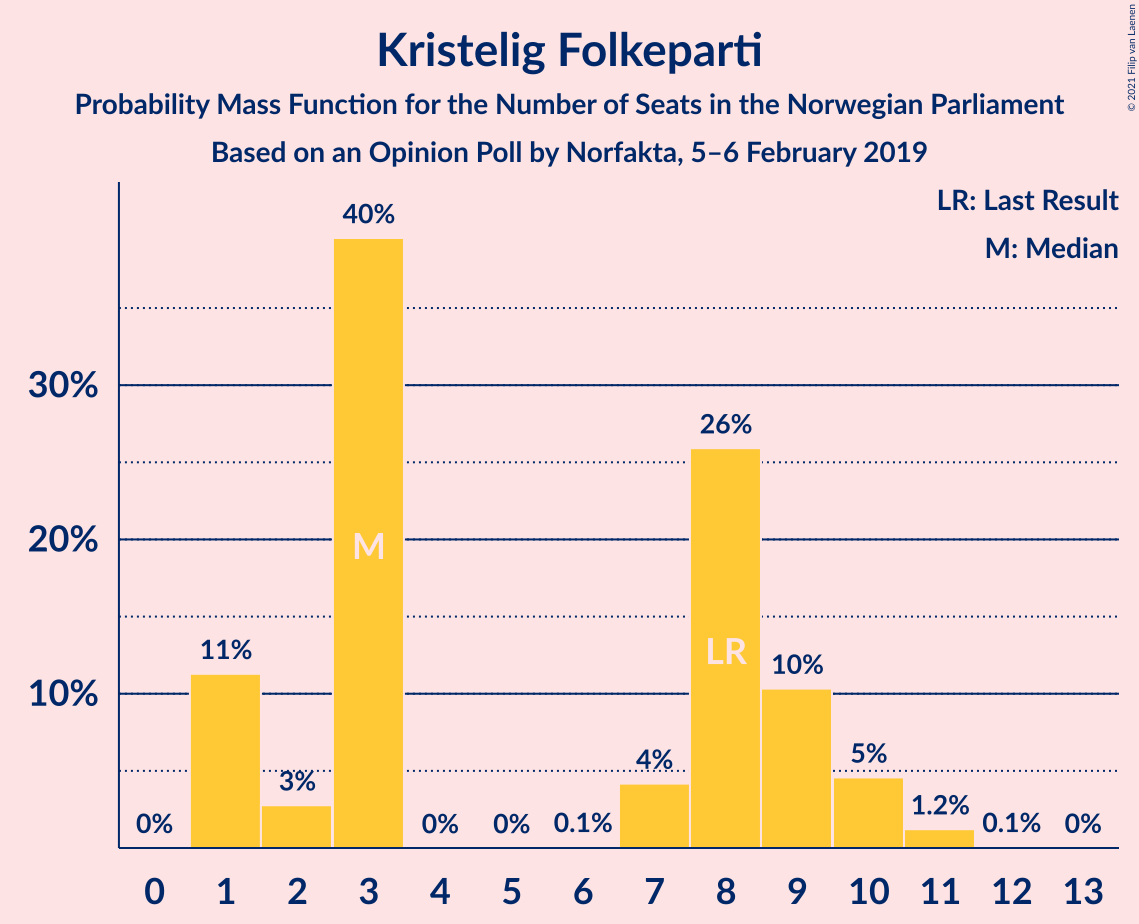 Kristelig Folkeparti
Probability Mass Function for the Number of Seats in the Norwegian Parliament
Based on an Opinion Poll by Norfakta, 5–6 February 2019
© 2021 Filip van Laenen
LR: Last Result
M: Median
40%
30%
26%
20%
M
LR
11%
10%
10%
3%
4%
5%
1.2%
0%
0%
0%
0.1%
0.1%
0%
0 1 2 3 4 5 6 7 8 9 10 11 12 13